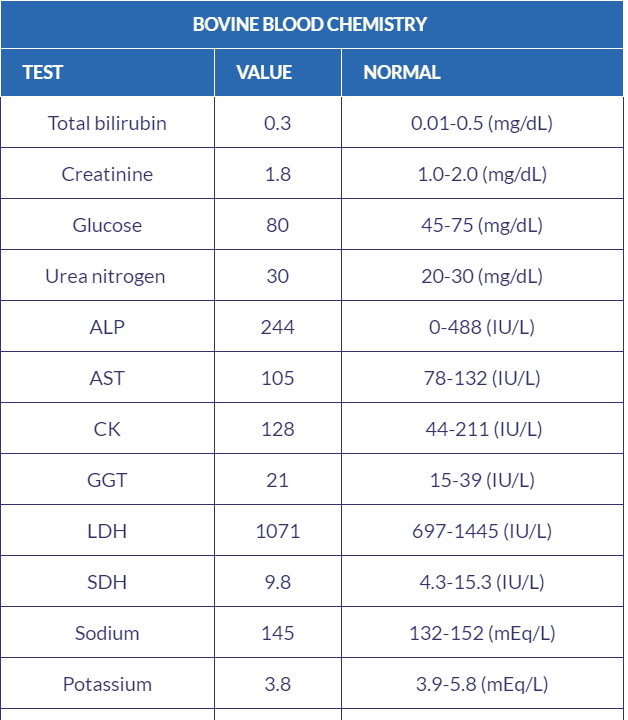 BOVINE BLOOD CHEMISTRY
TEST VALUE NORMAL
Total bilirubin 0.3 0.01-0.5 (mg/dL)
Creatinine 1.8 1.0-2.0 (mg/dL)
Glucose 80 45-75 (mg/dL)
Urea nitrogen 30 20-30 (mg/dL)
ALP 244 0-488 (IU/L)
AST 105 78-132 (IU/L)
CK 128 44-211 (IU/L)
GGT 21 15-39 (IU/L)
LDH 1071 697-1445 (IU/L)
SDH 9.8 4.3-15.3 (IU/L)
Sodium 145 132-152 (mEq/L)
Potassium 3.8 3.9-5.8 (mEq/L)